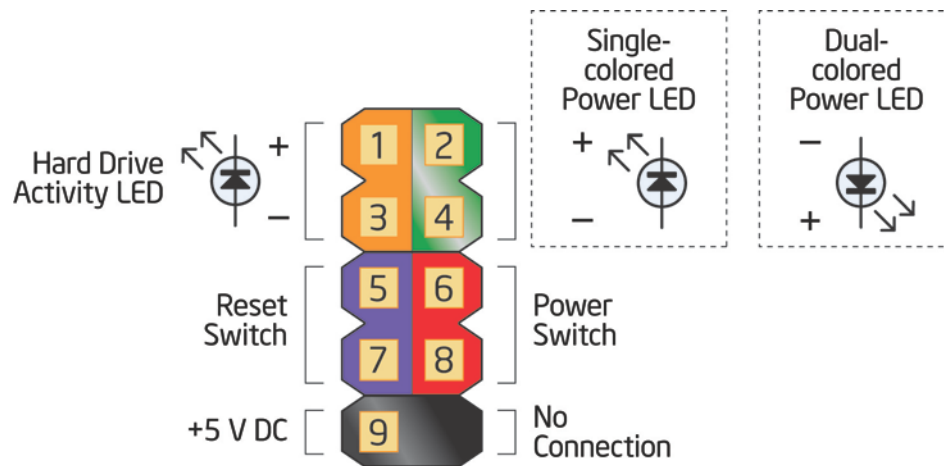 Single-
colored
Power LED
Dual-
colored
Power LED
Hard Drive
Activity LED
+
−
1
2
3
4
+
−
−
+
Reset
Switch
5
6
7
8
Power
Switch
+5 V DC
9
No
Connection